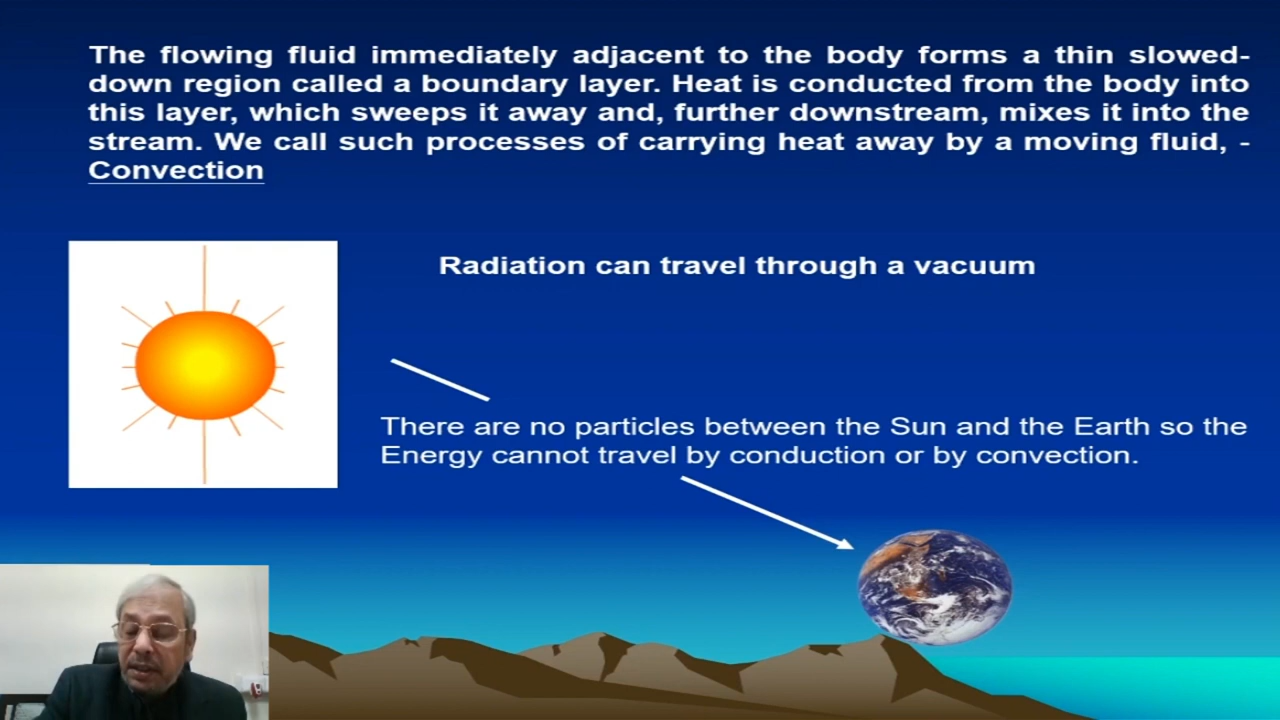 The flowing fluid immediately adjacent to the body forms a thin slowed-
down region called a boundary layer. Heat is conducted from the body into
this layer, which sweeps it away and, further downstream, mixes it into the
stream. We call such processes of carrying heat away by a moving fluid, -
Convection
Radiation can travel through a vacuum
There are no particles between the Sun and the Earth so the
Energy cannot travel by conduction or by convection.